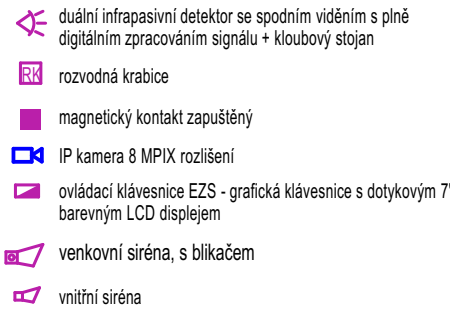 duální infrapasivní detektor se spodním viděním s plně
digitálním zpracováním signálu + kloubový stojan
RK rozvodná krabice
magnetický kontakt zapuštěný
IP kamera 8 MPIX rozlišení
ovládací klávesnice EZS - grafická klávesnice s dotykovým 7"
barevným LCD displejem
venkovní siréna, s blikačem
vnitřní siréna